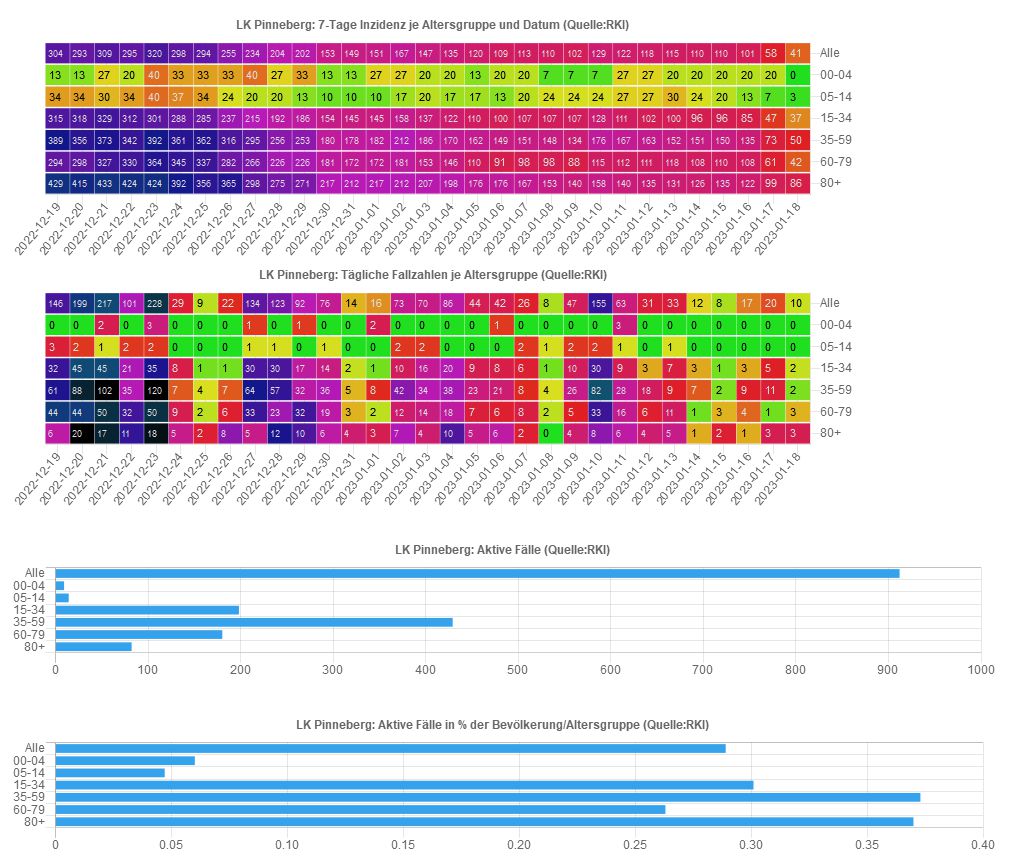 LK Pinneberg: 7-Tage Inzidenz je Altersgruppe und Datum (Quelle:RKI)
304 293 309 295 320 298 294 255 234 204 202 153 149 151 167 147 135 120 109 113 110 102 129 122 118 115 110 110 101 58 41 Alle
13 13 27 20 40 33 33 33 40 27 33 13 13 27 27 20 20 13 20 20 7 7 7 27 27 20 20 20 20 20 0 00-04
34 34 30 34 40 37 34 24 20 20 13 10 10 10 17 20 17 17 13 20 24 24 24 27 27 30 24 20 13 7 3 05-14
315 318 329 312 301 288 285 237 215 192 186 154 145 145 158 137 122 110 100 107 107 107 128 111 102 100 96 96 85 47 37 15-34
389 356 373 342 392 361 362 316 295 256 253 180 178 182 212 186 170 162 149 151 148 134 176 167 163 152 151 150 135 73 50 35-59
294 298 327 330 364 345 337 282 266 226 226 181 172 172 181 153 146 110 91 98 98 88 115 112 111 118 108 110 108 61 42 60-79
429 415 433 424 424 392 356 365 298 275 271 217 212 217 212 207 198 176 176 167 153 140 158 140 135 131 126 135 122 99 86 80+
2022-12-19 2022-12-20 2022-12-21 2022-12-22 2022-12-23 2022-12-24 2022-12-25 2022-12-26 2022-12-27 2022-12-28 2022-12-29 2022-12-30 2022-12-31 2023-01-01 2023-01-02 2023-01-03 2023-01-04 2023-01-05 2023-01-06 2023-01-07 2023-01-08 2023-01-09 2023-01-10 2023-01-11 2023-01-12 2023-01-13 2023-01-14 2023-01-15 2023-01-16 2023-01-17 2023-01-18
LK Pinneberg: Tägliche Fallzahlen je Altersgruppe (Quelle:RKI)
146 199 217 101 228 29 9 22 134 123 92 76 14 16 73 70 86 44 42 26 8 47 155 63 31 33 12 8 17 20 10 Alle
0 0 2 0 3 0 0 0 1 0 1 0 0 2 0 0 0 0 1 0 0 0 0 3 0 0 0 0 0 0 0 00-04
3 2 1 2 2 0 0 0 1 1 0 1 0 0 2 2 0 0 0 2 1 2 2 1 0 1 0 0 0 0 0 05-14
32 45 45 21 35 8 1 1 30 30 17 14 2 1 10 16 20 9 8 6 1 10 30 9 3 7 3 1 3 5 2 15-34
61 88 102 35 120 7 4 7 64 57 32 36 5 8 42 34 38 23 21 8 4 26 82 28 18 9 7 2 9 11 2 35-59
44 44 50 32 50 9 2 6 33 23 32 19 3 2 12 14 18 7 6 8 2 5 33 16 6 11 1 3 4 1 3 60-79
6 20 17 11 18 5 2 8 5 12 10 6 4 3 7 4 10 5 6 2 0 4 8 6 4 5 1 2 1 3 3 80+
2022-12-19 2022-12-20 2022-12-21 2022-12-22 2022-12-23 2022-12-24 2022-12-25 2022-12-26 2022-12-27 2022-12-28 2022-12-29 2022-12-30 2022-12-31 2023-01-01 2023-01-02 2023-01-03 2023-01-04 2023-01-05 2023-01-06 2023-01-07 2023-01-08 2023-01-09 2023-01-10 2023-01-11 2023-01-12 2023-01-13 2023-01-14 2023-01-15 2023-01-16 2023-01-17 2023-01-18
LK Pinneberg: Aktive Fälle (Quelle:RKI)
Alle
00-04
05-14
15-34
35-59
60-79
80+
0 100 200 300 400 500 600 700 800 900 1000
LK Pinneberg: Aktive Fälle in % der Bevölkerung/Altersgruppe (Quelle:RKI)
Alle
00-04
05-14
15-34
35-59
60-79
80+
0 0.05 0.10 0.15 0.20 0.25 0.30 0.35 0.40